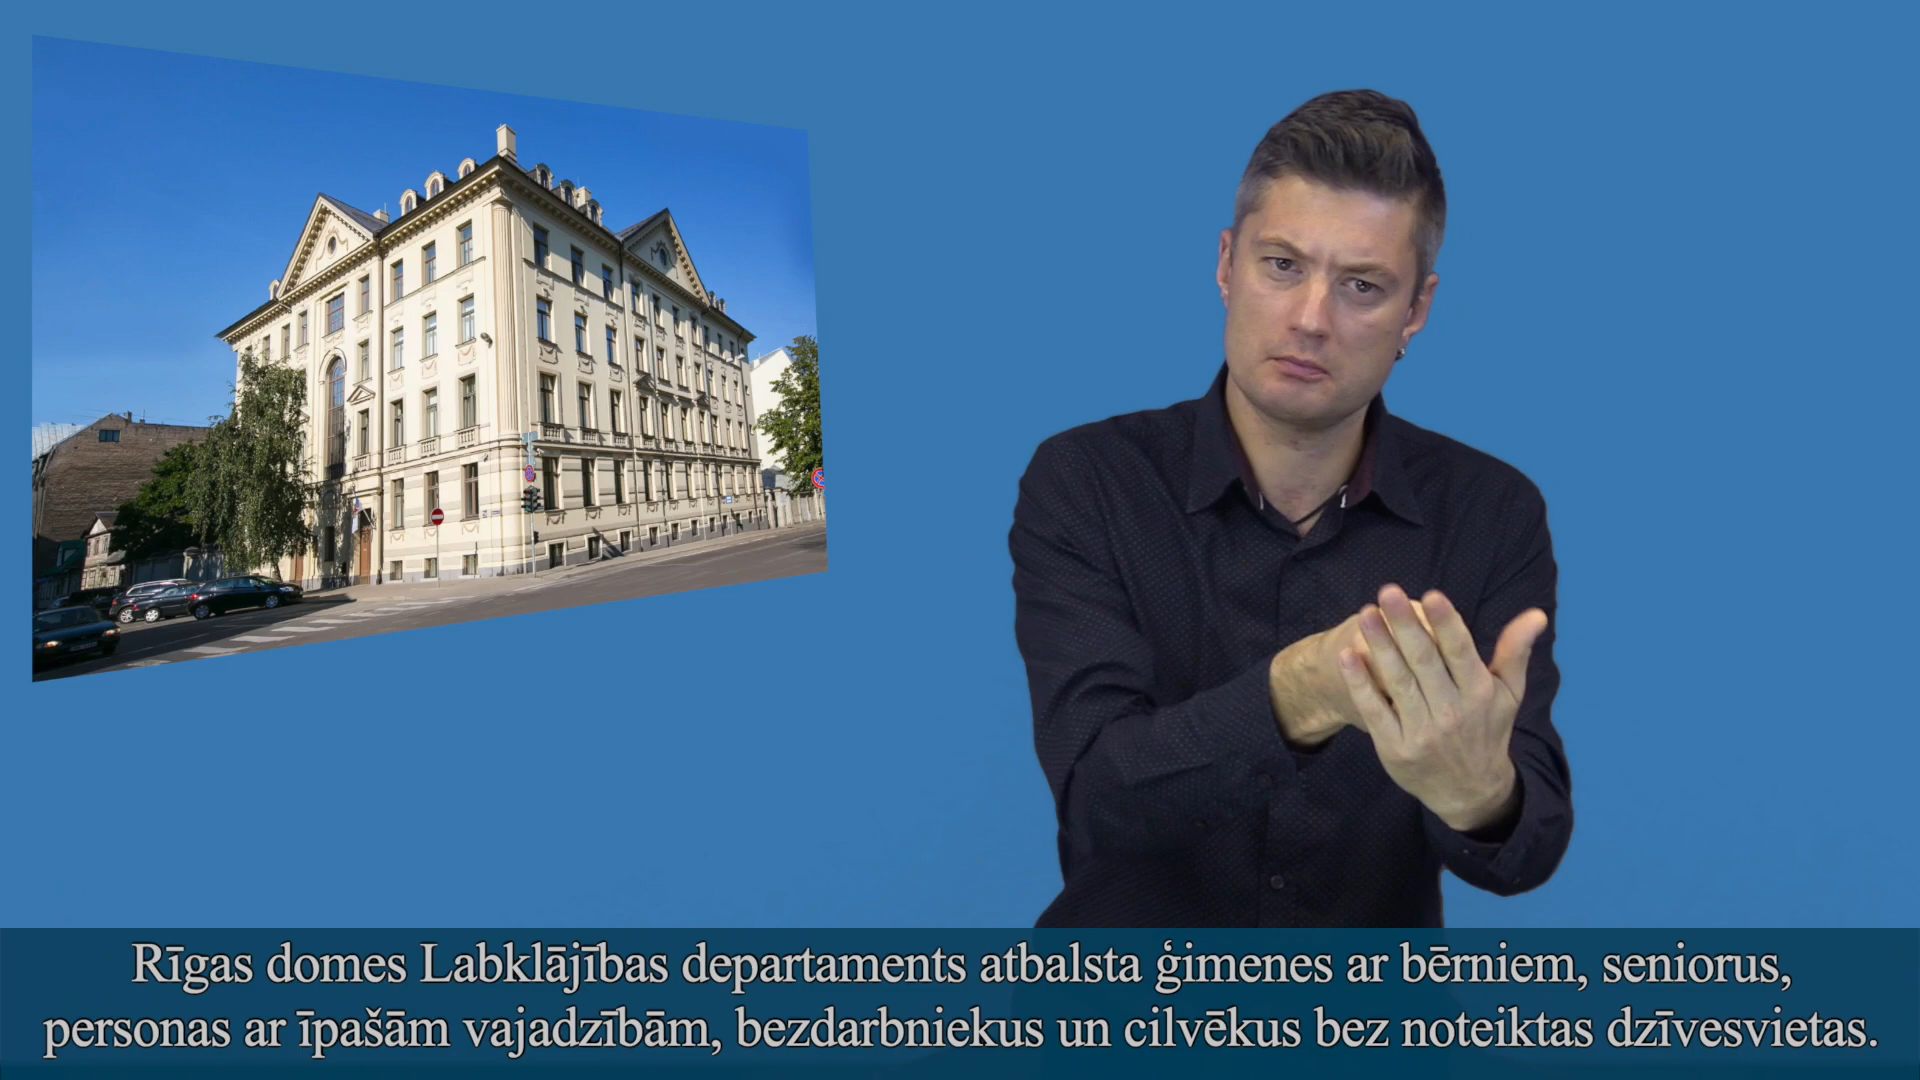 Rīgas domes Labklājības departaments atbalsta ģimenes ar bērniem, seniorus,
personas ar īpašām vajadzībām, bezdarbniekus un cilvēkus bez noteiktas dzīvesvietas.